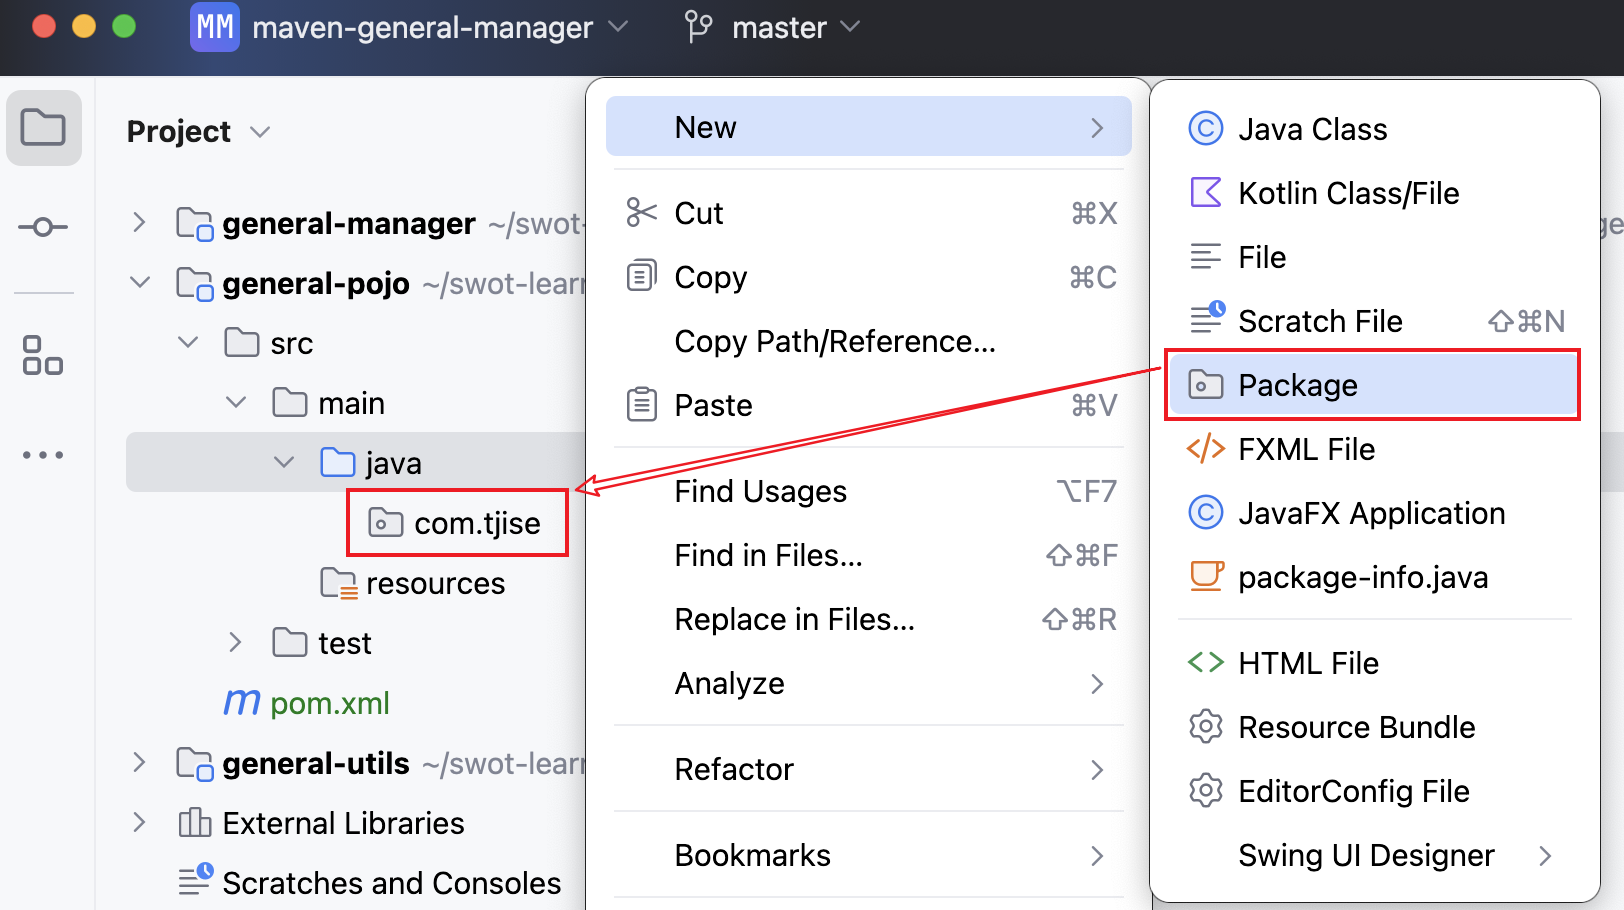 MM maven-general-manager master
Project
general-manager ~/swot-
general-pojo ~/swot-lear
src
main
java
com.tjise
resources
test
m pom.xml
general-utils ~/swot-lear
External Libraries
Scratches and Consoles
New
Cut ⌘X
Copy ⌘C
Copy Path/Reference...
Paste ⌘V
Find Usages ⌥F7
Find in Files... ⇧⌘F
Replace in Files... ⇧⌘R
Analyze
Refactor
Bookmarks
Java Class
Kotlin Class/File
File
Scratch File ⇧⌘N
Package
FXML File
JavaFX Application
package-info.java
HTML File
Resource Bundle
EditorConfig File
Swing UI Designer